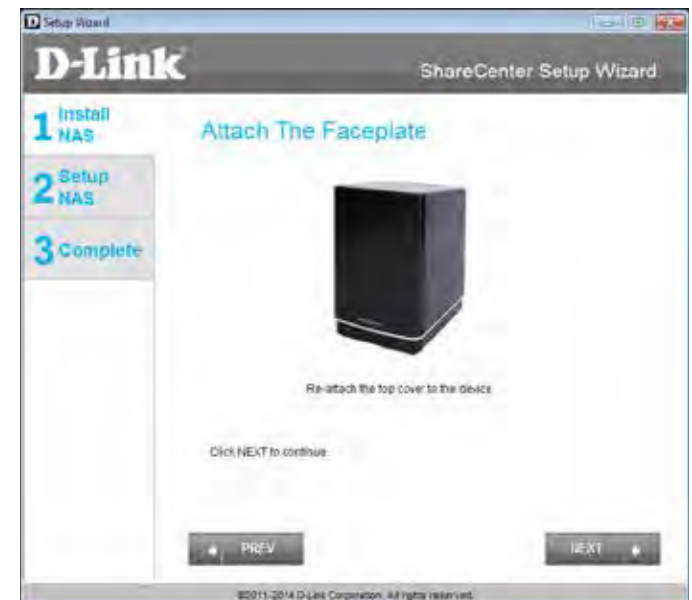 Setup Wizard
D-Link
ShareCenter Setup Wizard
1 Install
NAS
2 Setup
NAS
3 Complete
Attach The Faceplate
Re-attach the top cover to the device
Click NEXT to continue
PREV
NEXT
©2011-2014 D-Link Corporation. All rights reserved.